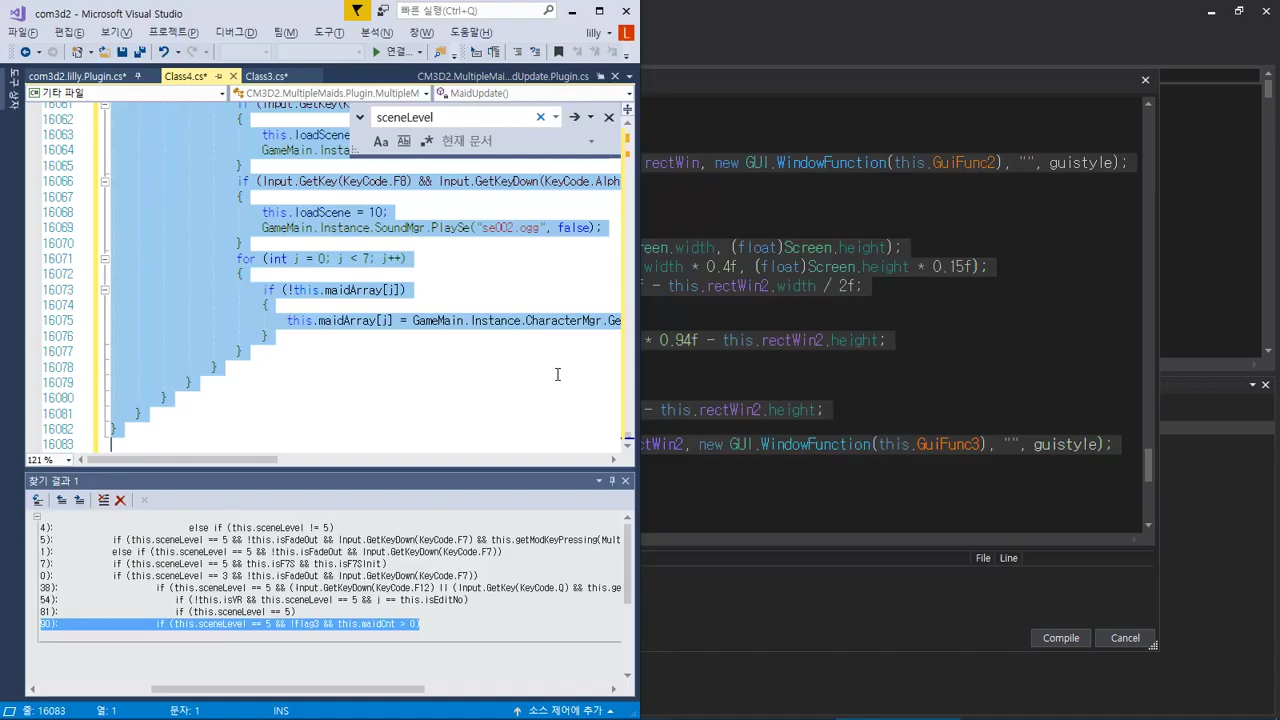 com3d2 - Microsoft Visual Studio
빠른 실행(Ctrl+Q)
파일(F) 편집(E) 보기(V) 프로젝트(P) 디버그(D) 팀(M) 도구(T) 분석(N) 창(W) 도움말(H) lilly L
연결...
com3d2.lilly.Plugin.cs* Class4.cs* Class3.cs* CM3D2.MultipleMai...dUpdate.Plugin.cs
기타 파일 CM3D2.MultipleMaids.Plugin.MultipleM MaidUpdate()
sceneLevel
Aa Ab 현재 문서
16061 if (Input.GetKey(K
16062 {
16063 this.loadScene
16064 GameMain.Insta
16065 }
16066 if (Input.GetKey(KeyCode.F8) && Input.GetKeyDown(KeyCode.Alph
16067 {
16068 this.loadScene = 10;
16069 GameMain.Instance.SoundMgr.PlaySe("se002.ogg", false);
16070 }
16071 for (int j = 0; j < 7; j++)
16072 {
16073 if (!this.maidArray[j])
16074 {
16075 this.maidArray[j] = GameMain.Instance.CharacterMgr.Ge
16076 }
16077 }
16078 }
16079 }
16080 }
16081 }
16082 }
16083
121 %
찾기 결과 1
4): else if (this.sceneLevel != 5)
5): if (this.sceneLevel == 5 && !this.isFadeOut && Input.GetKeyDown(KeyCode.F7) && this.getModKeyPressing(Mult
1): else if (this.sceneLevel == 5 && !this.isFadeOut && Input.GetKeyDown(KeyCode.F7))
7): if (this.sceneLevel == 5 && this.isF7S && this.isF7SInit)
0): if (this.sceneLevel == 3 && !this.isFadeOut && Input.GetKeyDown(KeyCode.F7))
38): if (this.sceneLevel == 5 && (Input.GetKeyDown(KeyCode.F12) || (Input.GetKey(KeyCode.Q) && this.ge
54): if (!this.isVR && this.sceneLevel == 5 && j == this.isEditNo)
81): if (this.sceneLevel == 5)
90): if (this.sceneLevel == 5 && !flag3 && this.maidCnt > 0)
줄: 16083 열: 1 문자: 1 INS 소스 제어에 추가
rectWin, new GUI.WindowFunction(this.GuiFunc2), "", guistyle);
reen.width, (float)Screen.height);
width * 0.4f, (float)Screen.height * 0.15f);
f - this.rectWin2.width / 2f;
* 0.94f - this.rectWin2.height;
- this.rectWin2.height;
tWin2, new GUI.WindowFunction(this.GuiFunc3), "", guistyle);
File Line
Compile Cancel